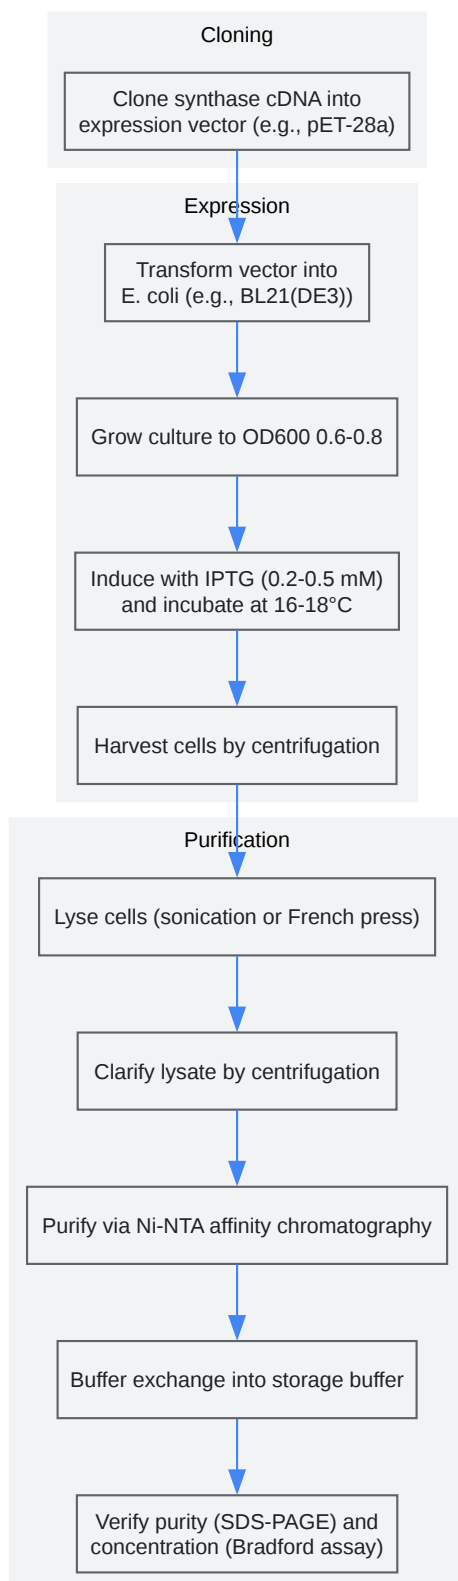 Cloning
Clone synthase cDNA into
expression vector (e.g., pET-28a)
Expression
Transform vector into
E. coli (e.g., BL21(DE3))
Grow culture to OD600 0.6-0.8
Induce with IPTG (0.2-0.5 mM)
and incubate at 16-18°C
Harvest cells by centrifugation
Purification
Lyse cells (sonication or French press)
Clarify lysate by centrifugation
Purify via Ni-NTA affinity chromatography
Buffer exchange into storage buffer
Verify purity (SDS-PAGE) and
concentration (Bradford assay)